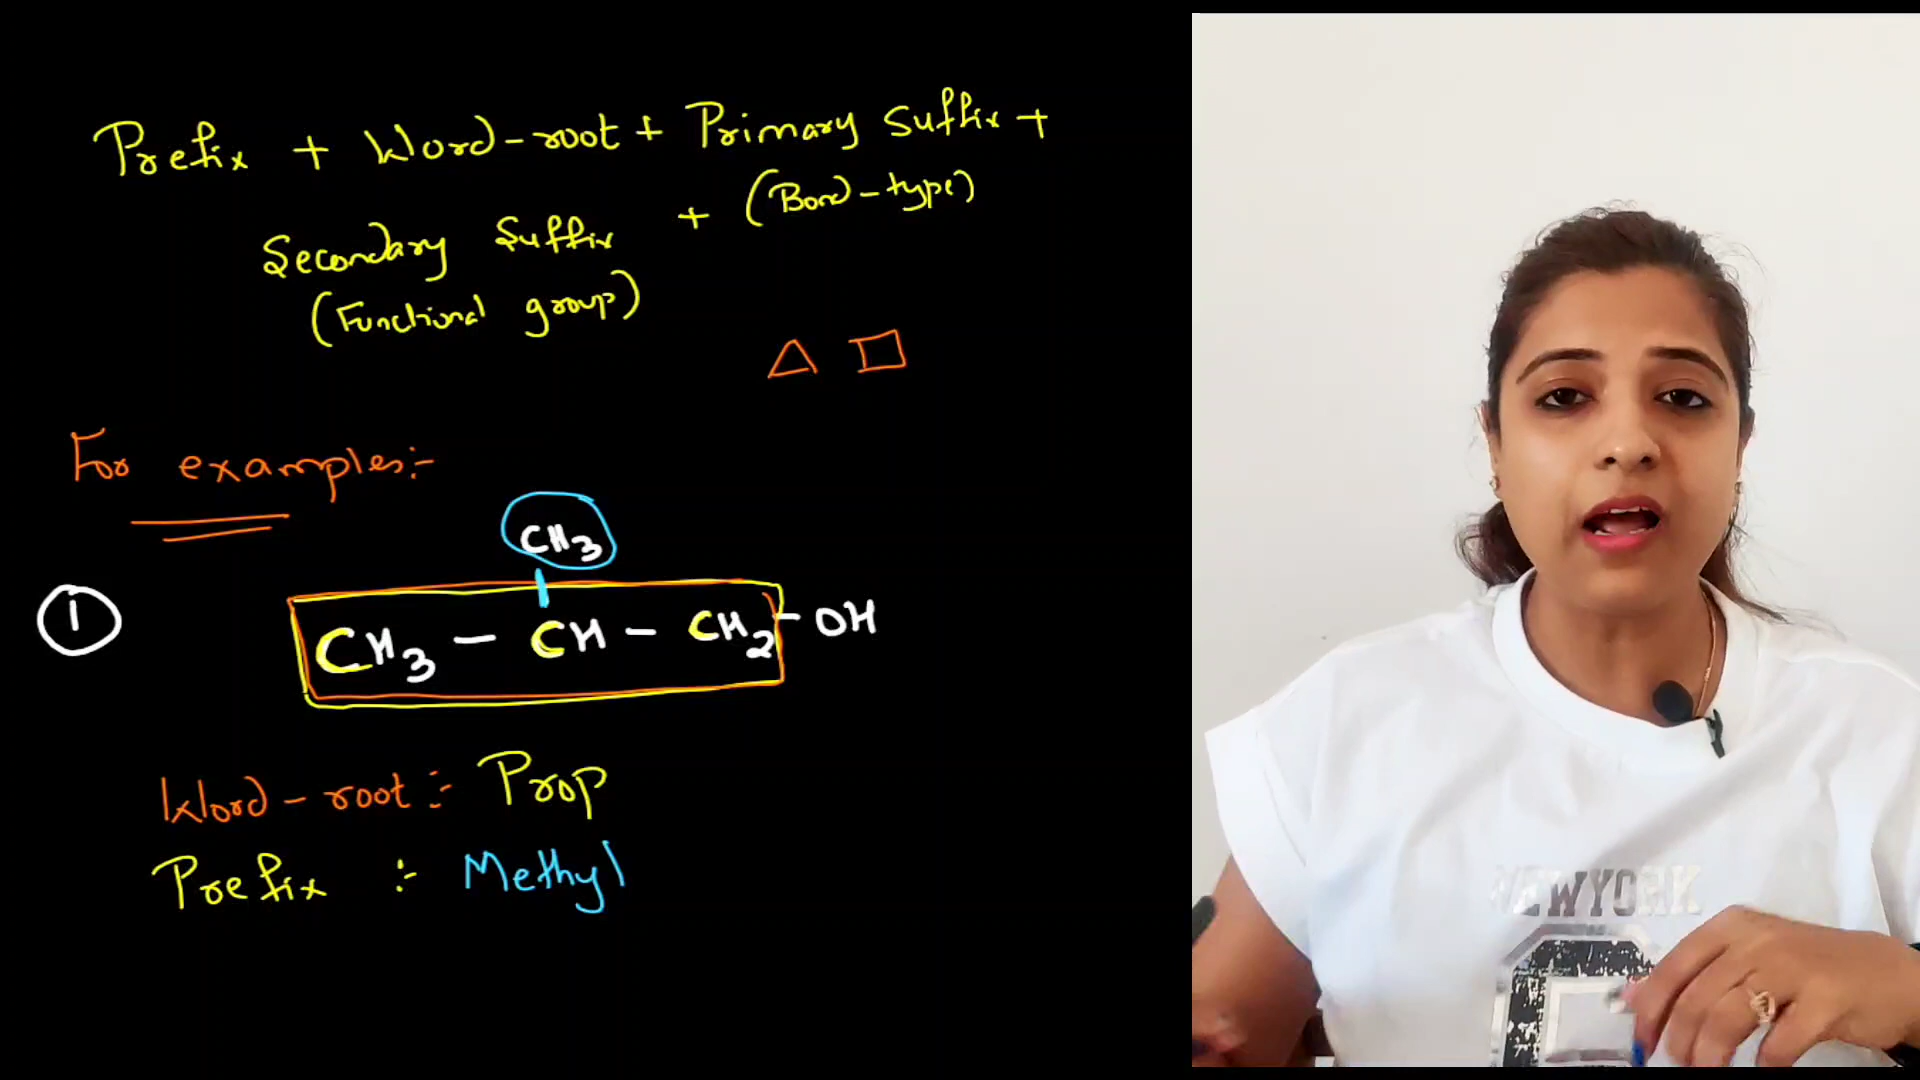 Prefix + Word-root + Primary suffix +
(Bond-type)
Secondary Suffix +
(Functional group)
For examples:-
CH3
1 CH3 - CH - CH2 - OH
Word-root :- Prop
Prefix :- Methyl
NEWYORK